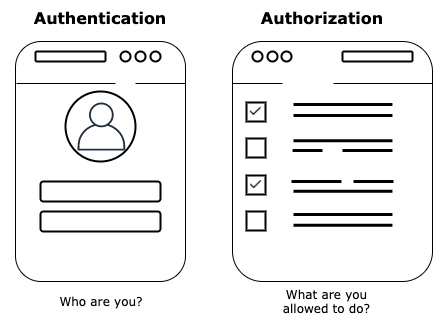 Authentication
Authorization
Who are you?
What are you
allowed to do?